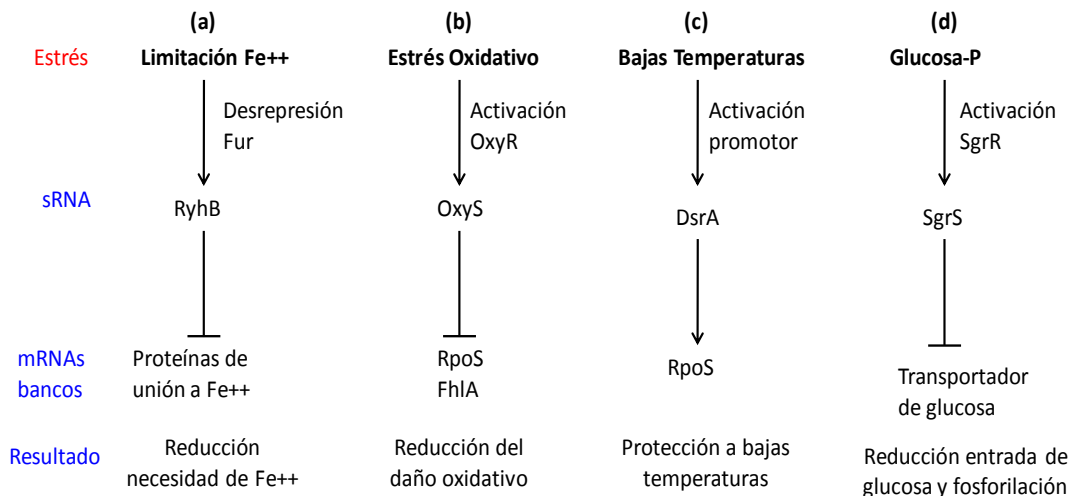 (a) (b) (c) (d)
Estrés Limitación Fe++ Estrés Oxidativo Bajas Temperaturas Glucosa-P
Desrepresión Activación Activación Activación
Fur OxyR promotor SgrR
sRNA RyhB OxyS DsrA SgrS
mRNAs Proteínas de RpoS RpoS Transportador
bancos unión a Fe++ FhlA de glucosa
Resultado Reducción Reducción del Protección a bajas Reducción entrada de
necesidad de Fe++ daño oxidativo temperaturas glucosa y fosforilación